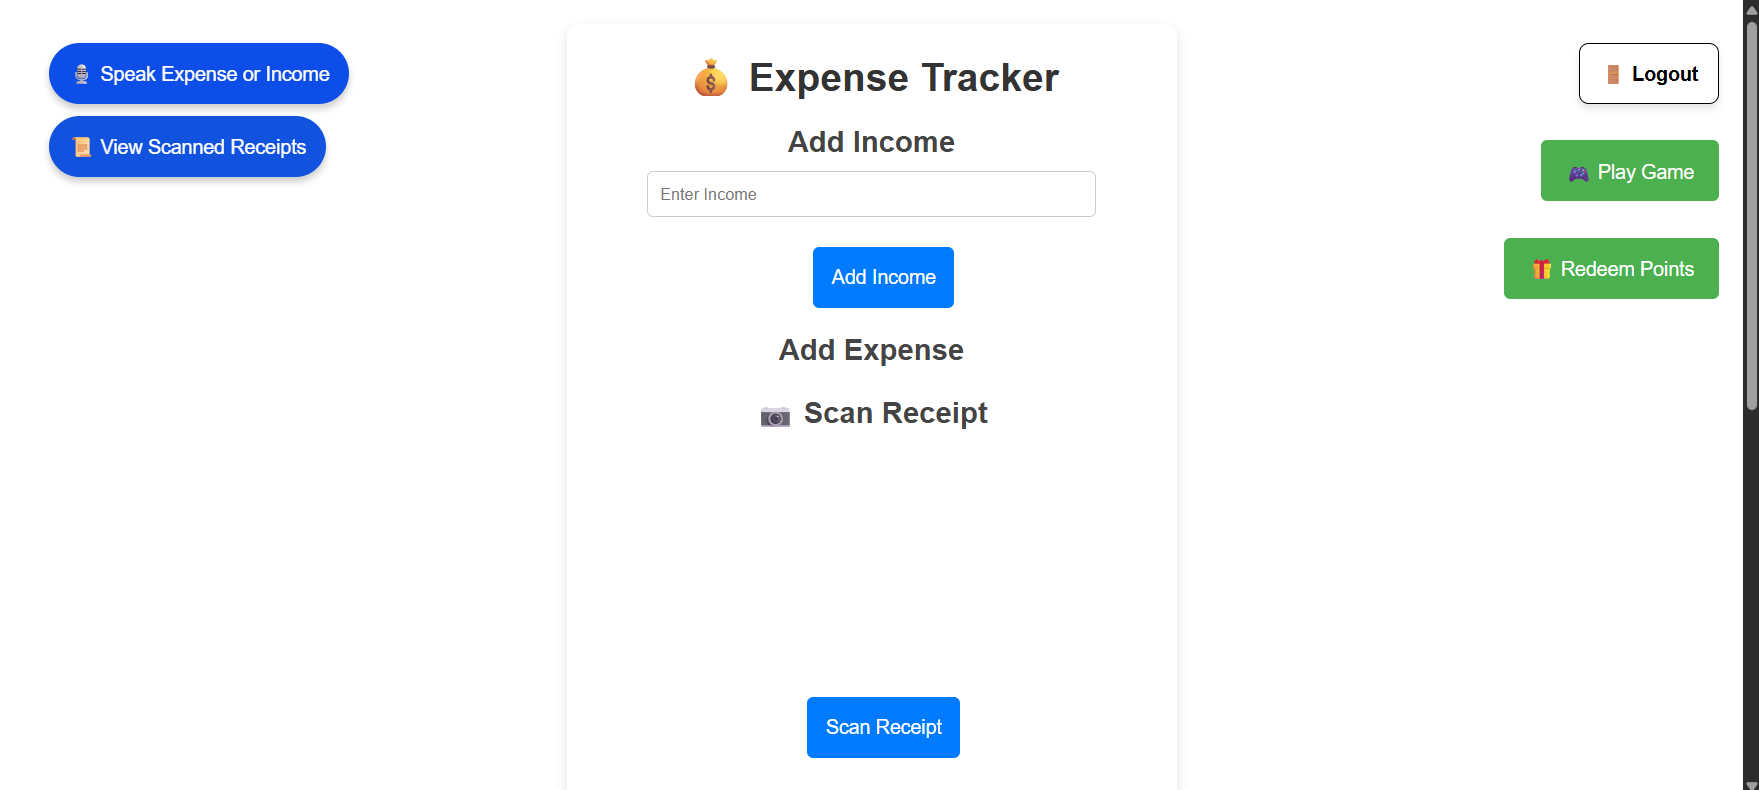 Speak Expense or Income
View Scanned Receipts
Expense Tracker
Add Income
Enter Income
Add Income
Add Expense
Scan Receipt
Scan Receipt
Logout
Play Game
Redeem Points